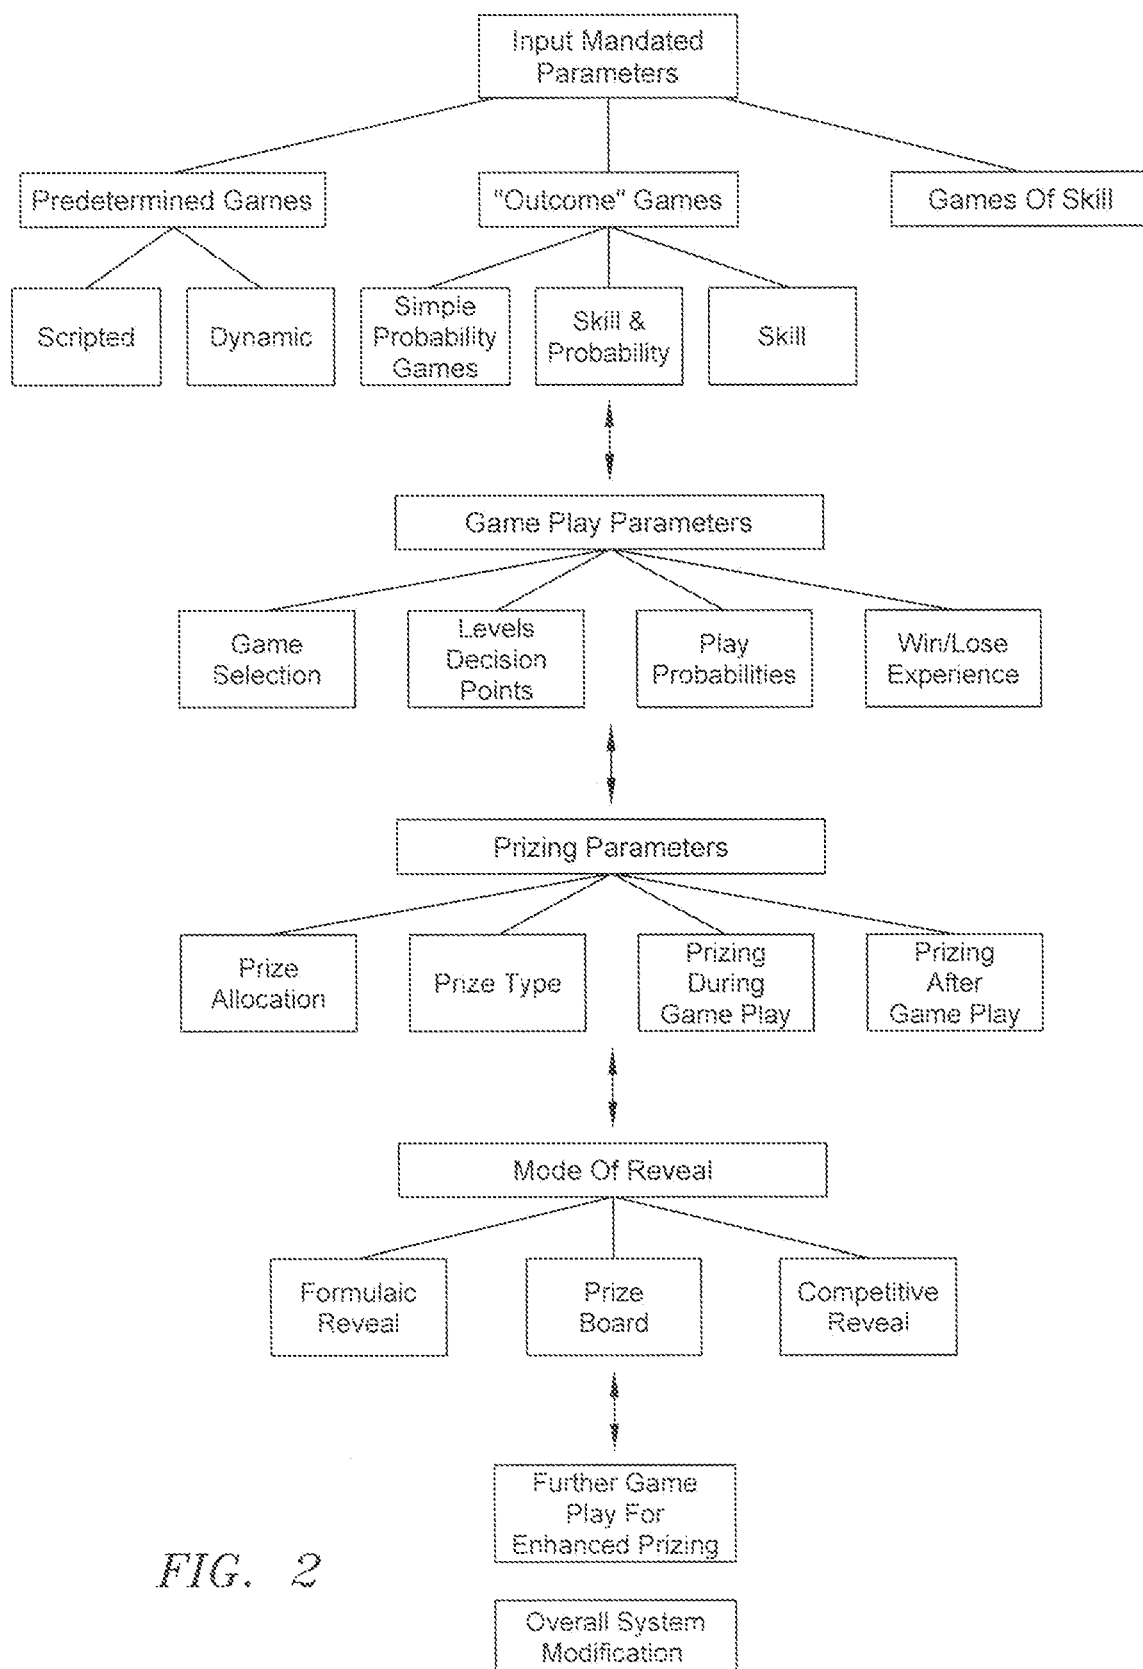 Input Mandated
Parameters
Predetermined Games
"Outcome" Games
Games Of Skill
Scripted
Dynamic
Simple
Probability
Games
Skill &
Probability
Skill
Game Play Parameters
Game
Selection
Levels
Decision
Points
Play
Probabilities
Win/Lose
Experience
Prizing Parameters
Prize
Allocation
Prize Type
Prizing
During
Game Play
Prizing
After
Game Play
Mode Of Reveal
Formulaic
Reveal
Prize
Board
Competitive
Reveal
Further Game
Play For
Enhanced Prizing
FIG. 2
Overall System
Modification